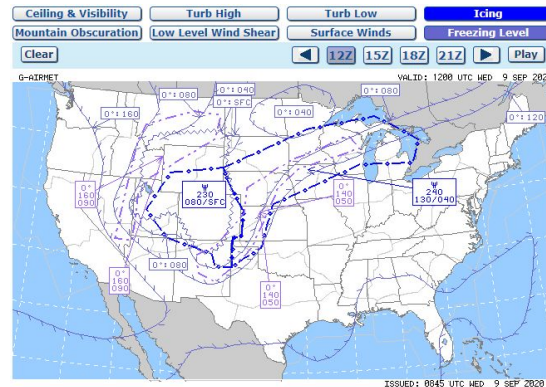 Ceiling & Visibility Turb High Turb Low Icing
Mountain Obscuration Low Level Wind Shear Surface Winds Freezing Level
Clear 12Z 15Z 18Z 21Z Play
G-AIRMET VALID: 1200 UTC WED 9 SEP 202
0°:080 0°:040 0°:080
0°:160 0°:SFC 0°:040 0°:120
0°
160
090
230
080/SFC
0°
140
050
240
130/040
0°:080
0°
160
090
0°
140
050
ISSUED: 0845 UTC WED 9 SEP 2020